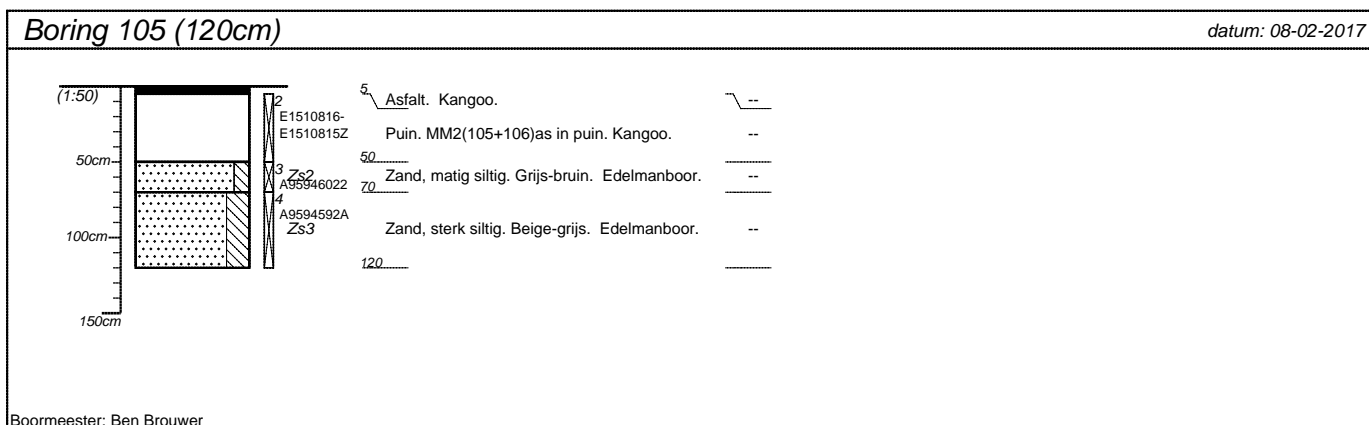 Boring 105 (120cm)
datum: 08-02-2017
(1:50)
50cm
100cm
150cm
2
E1510816-
E1510815Z
3
Zs2
A95946022
4
A9594592A
Zs3
5
Asfalt. Kangoo.
--
Puin. MM2(105+106)as in puin. Kangoo.
--
50
Zand, matig siltig. Grijs-bruin. Edelmanboor.
--
70
Zand, sterk siltig. Beige-grijs. Edelmanboor.
--
120
Boormeester: Ben Brouwer